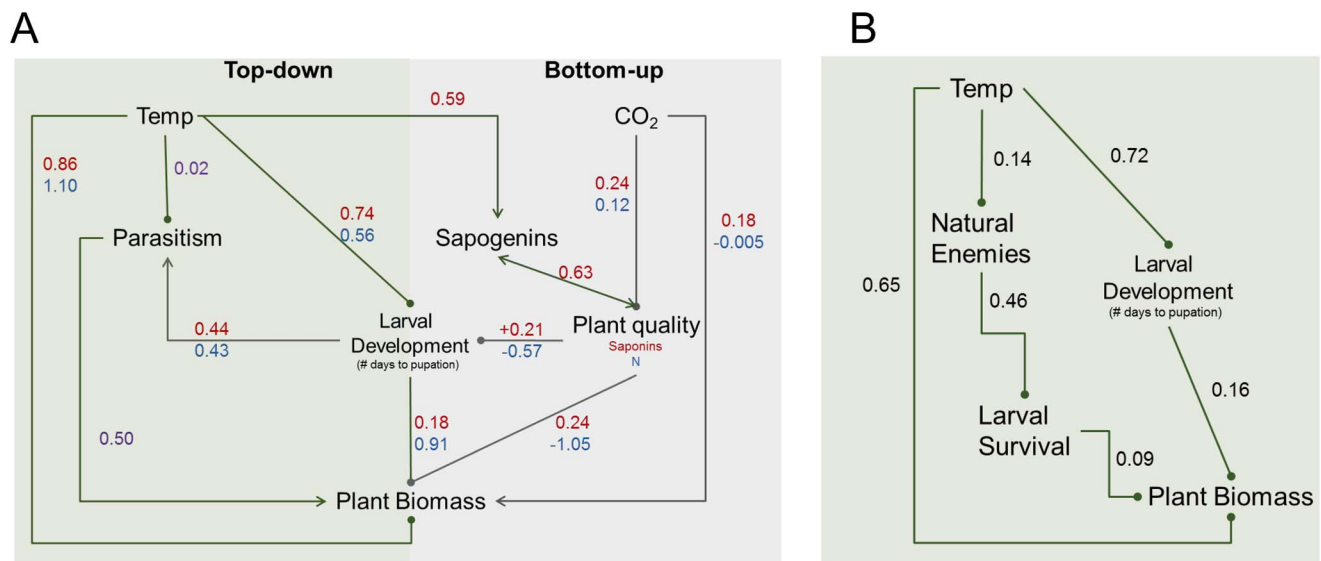 A
B
Top-down
Bottom-up
Temp
0.59
CO₂
0.86
1.10
0.02
0.74
0.56
0.24
0.12
0.18
-0.005
Parasitism
Sapogenins
0.63
0.44
0.43
Larval
Development
(# days to pupation)
+0.21
-0.57
Plant quality
Saponins
N
0.50
0.18
0.91
0.24
-1.05
Plant Biomass
Temp
0.14
0.72
Natural
Enemies
Larval
Development
(# days to pupation)
0.65
0.46
0.16
Larval
Survival
0.09
Plant Biomass